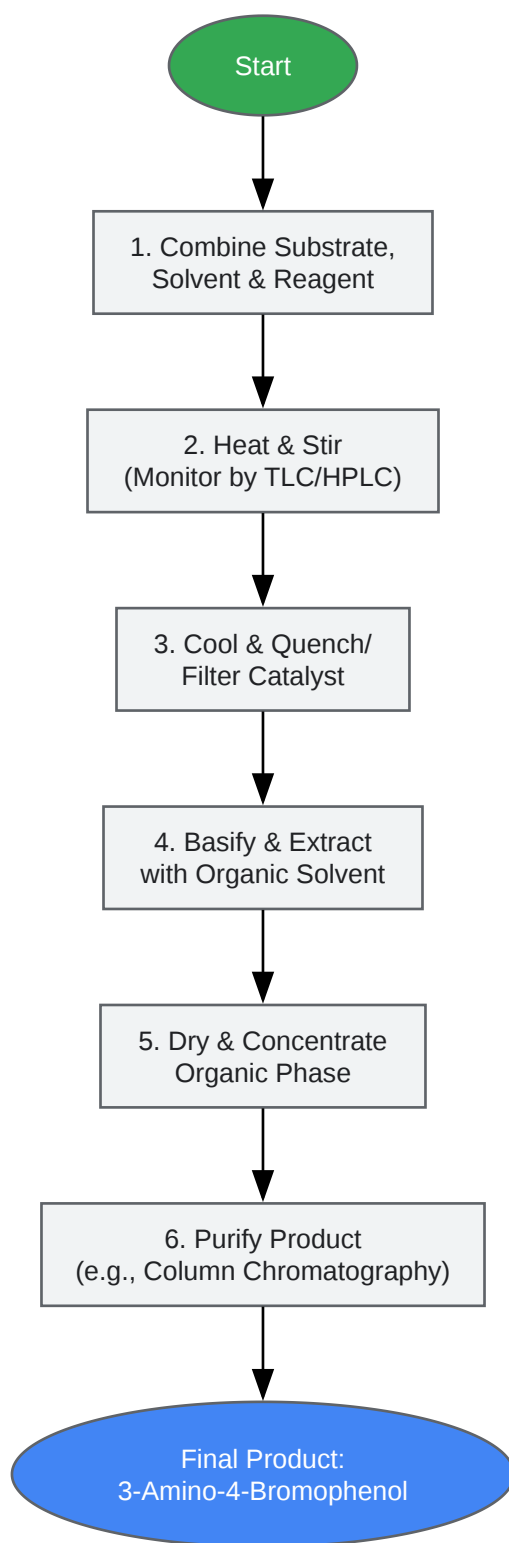 Start
1. Combine Substrate,
Solvent & Reagent
2. Heat & Stir
(Monitor by TLC/HPLC)
3. Cool & Quench/
Filter Catalyst
4. Basify & Extract
with Organic Solvent
5. Dry & Concentrate
Organic Phase
6. Purify Product
(e.g., Column Chromatography)
Final Product:
3-Amino-4-Bromophenol